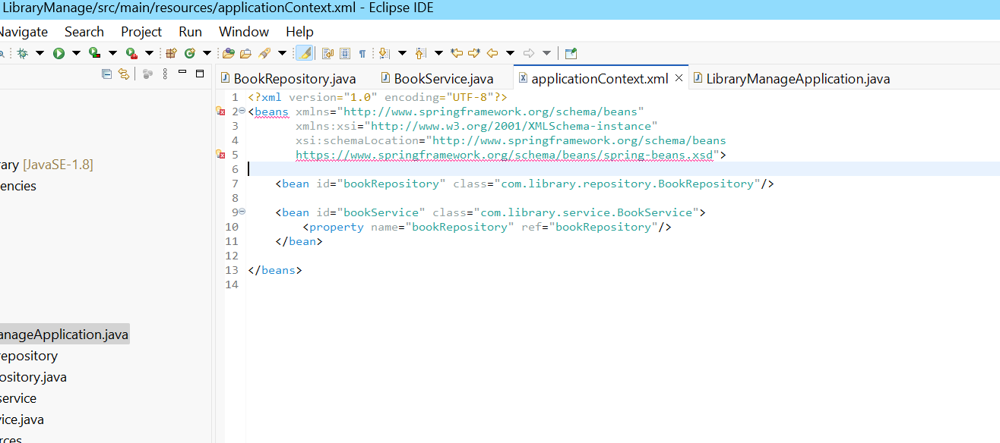 LibraryManage/src/main/resources/applicationContext.xml - Eclipse IDE
Navigate Search Project Run Window Help
BookRepository.java BookService.java applicationContext.xml LibraryManageApplication.java
1 <?xml version="1.0" encoding="UTF-8"?>
2 <beans xmlns="http://www.springframework.org/schema/beans"
3 xmlns:xsi="http://www.w3.org/2001/XMLSchema-instance"
4 xsi:schemaLocation="http://www.springframework.org/schema/beans
5 https://www.springframework.org/schema/beans/spring-beans.xsd">
6
7 <bean id="bookRepository" class="com.library.repository.BookRepository"/>
8
9 <bean id="bookService" class="com.library.service.BookService">
10 <property name="bookRepository" ref="bookRepository"/>
11 </bean>
12
13 </beans>
14
rary [JavaSE-1.8]
encies
anageApplication.java
repository
ository.java
service
vice.java
rces